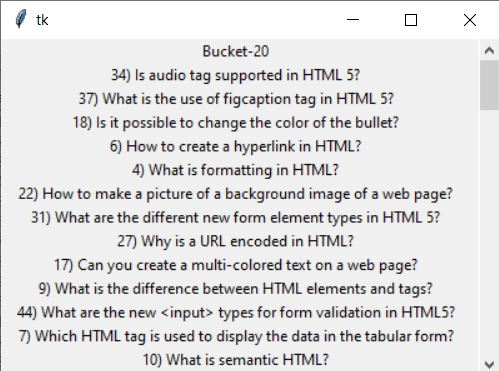 tk
Bucket-20
34) Is audio tag supported in HTML 5?
37) What is the use of figcaption tag in HTML 5?
18) Is it possible to change the color of the bullet?
6) How to create a hyperlink in HTML?
4) What is formatting in HTML?
22) How to make a picture of a background image of a web page?
31) What are the different new form element types in HTML 5?
27) Why is a URL encoded in HTML?
17) Can you create a multi-colored text on a web page?
9) What is the difference between HTML elements and tags?
44) What are the new <input> types for form validation in HTML5?
7) Which HTML tag is used to display the data in the tabular form?
10) What is semantic HTML?